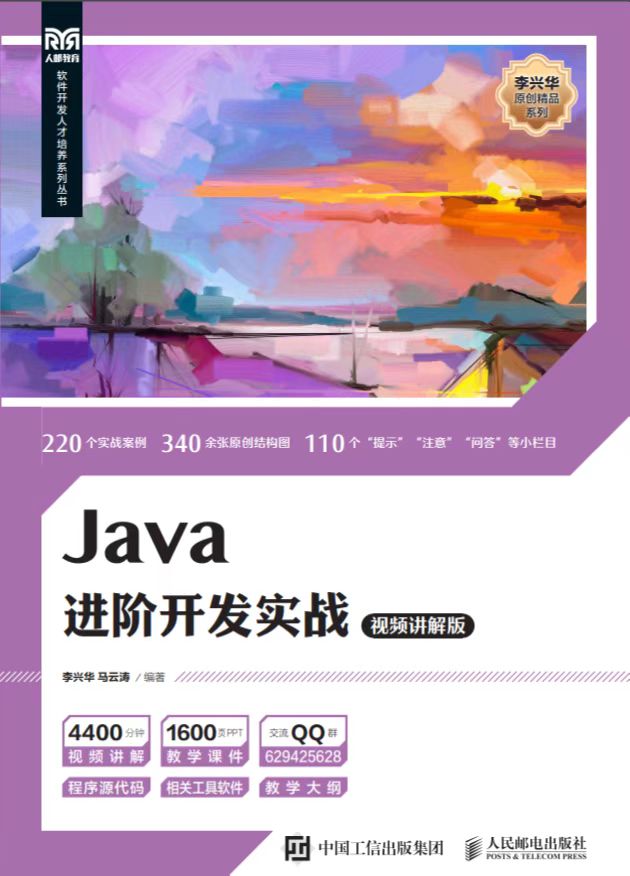 人邮教育
软件开发人才培养系列丛书
李兴华
原创精品
系列
220个实战案例 340余张原创结构图 110个“提示”“注意”“问答”等小栏目
Java
进阶开发实战 视频讲解版
李兴华 马云涛 / 编著
4400分钟 1600页PPT 交流QQ群
视频讲解 教学课件 629425628
程序源代码 相关工具软件 教学大纲
中国工信出版集团 人民邮电出版社
POSTS & TELECOM PRESS